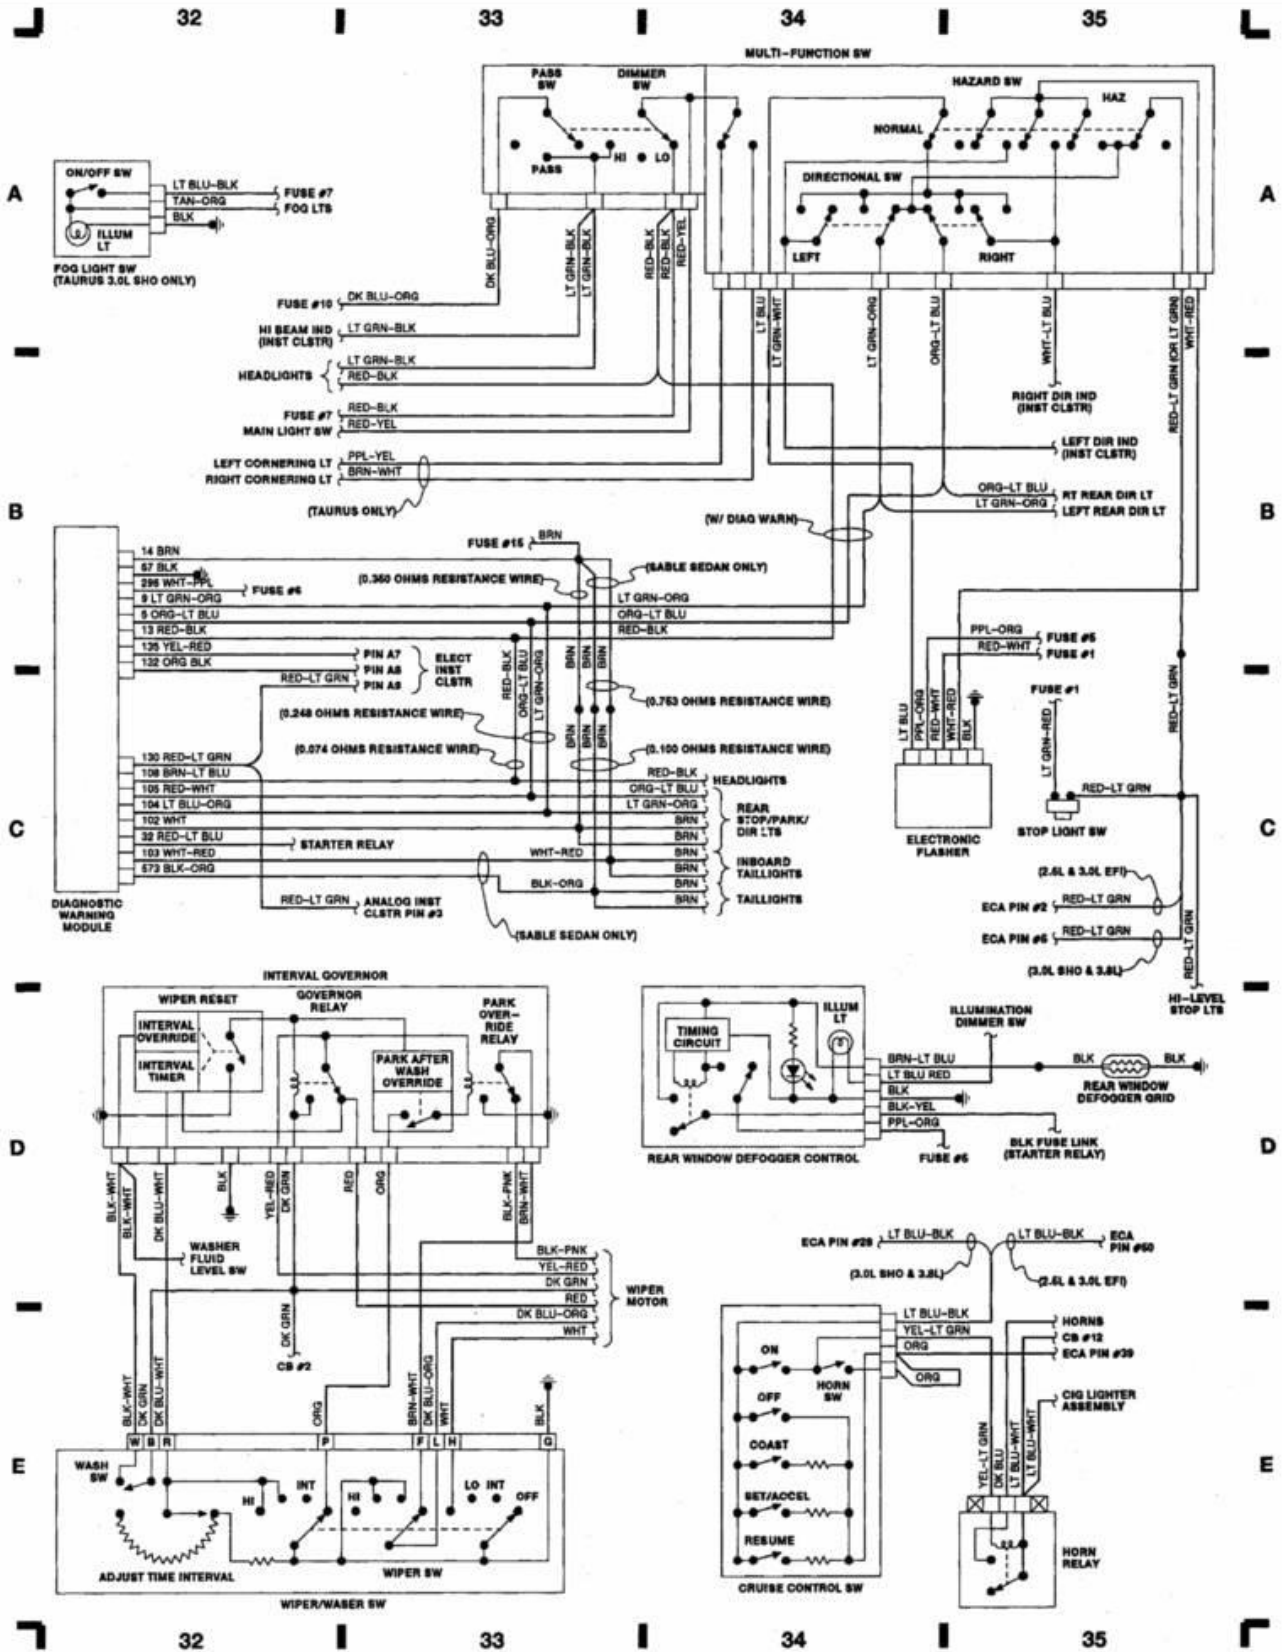 32 33 34 35
MULTI-FUNCTION SW
PASS SW
DIMMER SW
HAZARD SW
HAZ
NORMAL
HI
LO
PASS
DIRECTIONAL SW
LEFT
RIGHT
A
A
ON/OFF SW
LT BLU-BLK
FUSE #7
TAN-ORG
FOG LTS
BLK
ILLUM LT
FOG LIGHT SW
(TAURUS 3.0L SHO ONLY)
DK BLU-ORG
LT GRN-BLK
LT GRN-BLK
RED-BLK
RED-BLK
RED-YEL
LT BLU
LT GRN-WHT
LT GRN-ORG
ORG-LT BLU
WHT-LT BLU
RED-LT GRN (OR LT GRN)
WHT-RED
FUSE #10
DK BLU-ORG
HI BEAM IND
(INST CLSTR)
LT GRN-BLK
HEADLIGHTS
LT GRN-BLK
RED-BLK
FUSE #7
RED-BLK
MAIN LIGHT SW
RED-YEL
LEFT CORNERING LT
PPL-YEL
RIGHT CORNERING LT
BRN-WHT
(TAURUS ONLY)
RIGHT DIR IND
(INST CLSTR)
LEFT DIR IND
(INST CLSTR)
ORG-LT BLU
RT REAR DIR LT
LT GRN-ORG
LEFT REAR DIR LT
B
B
(W/ DIAG WARN)
FUSE #15
BRN
(0.350 OHMS RESISTANCE WIRE)
(SABLE SEDAN ONLY)
14 BRN
57 BLK
296 WHT-PPL
FUSE #6
9 LT GRN-ORG
5 ORG-LT BLU
13 RED-BLK
135 YEL-RED
132 ORG BLK
PIN A7
PIN A8
RED-LT GRN
PIN A9
ELECT INST CLSTR
LT GRN-ORG
ORG-LT BLU
RED-BLK
RED-BLK
ORG-LT BLU
LT GRN-ORG
BRN
BRN
BRN
(0.753 OHMS RESISTANCE WIRE)
(0.248 OHMS RESISTANCE WIRE)
(0.074 OHMS RESISTANCE WIRE)
(0.100 OHMS RESISTANCE WIRE)
BRN
BRN
BRN
PPL-ORG
FUSE #5
RED-WHT
FUSE #1
FUSE #1
LT BLU
PPL-ORG
RED-WHT
WHT-RED
BLK
LT GRN-RED
RED-LT GRN
RED-LT GRN
STOP LIGHT SW
ELECTRONIC FLASHER
130 RED-LT GRN
108 BRN-LT BLU
105 RED-WHT
104 LT BLU-ORG
102 WHT
32 RED-LT BLU
103 WHT-RED
573 BLK-ORG
STARTER RELAY
WHT-RED
BLK-ORG
RED-BLK
HEADLIGHTS
ORG-LT BLU
LT GRN-ORG
BRN
BRN
REAR STOP/PARK/ DIR LTS
BRN
BRN
INBOARD TAILLIGHTS
BRN
BRN
TAILLIGHTS
C
C
DIAGNOSTIC WARNING MODULE
RED-LT GRN
ANALOG INST CLSTR PIN #3
(SABLE SEDAN ONLY)
(2.5L & 3.0L EFI)
ECA PIN #2
RED-LT GRN
ECA PIN #5
RED-LT GRN
(3.0L SHO & 3.8L)
RED-LT GRN
HI-LEVEL STOP LTS
INTERVAL GOVERNOR
WIPER RESET
GOVERNOR RELAY
PARK OVER-RIDE RELAY
INTERVAL OVERRIDE
INTERVAL TIMER
PARK AFTER WASH OVERRIDE
TIMING CIRCUIT
ILLUM LT
ILLUMINATION DIMMER SW
BRN-LT BLU
LT BLU RED
BLK
BLK-YEL
PPL-ORG
BLK
BLK
REAR WINDOW DEFOGGER GRID
REAR WINDOW DEFOGGER CONTROL
FUSE #5
BLK FUSE LINK
(STARTER RELAY)
D
D
BLK-WHT
BLK-WHT
DK BLU-WHT
BLK
YEL-RED
DK GRN
RED
ORG
BLK-PNK
BRN-WHT
WASHER FLUID LEVEL SW
BLK-PNK
YEL-RED
DK GRN
RED
DK BLU-ORG
WHT
WIPER MOTOR
DK GRN
CB #2
BLK-WHT
DK GRN
DK BLU-WHT
ORG
BRN-WHT
DK BLU-ORG
WHT
BLK
W B R P F L H G
WASH SW
HI
INT
HI
LO INT
OFF
ADJUST TIME INTERVAL
WIPER SW
WIPER/WASER SW
ECA PIN #28
LT BLU-BLK
LT BLU-BLK
ECA PIN #50
(3.0L SHO & 3.8L)
(2.5L & 3.0L EFI)
LT BLU-BLK
YEL-LT GRN
ORG
ORG
HORNS
CB #12
ECA PIN #39
CIG LIGHTER ASSEMBLY
ON
HORN SW
OFF
COAST
SET/ACCEL
RESUME
CRUISE CONTROL SW
YEL-LT GRN
DK BLU
LT BLU-WHT
LT BLU-WHT
HORN RELAY
E
E
32 33 34 35